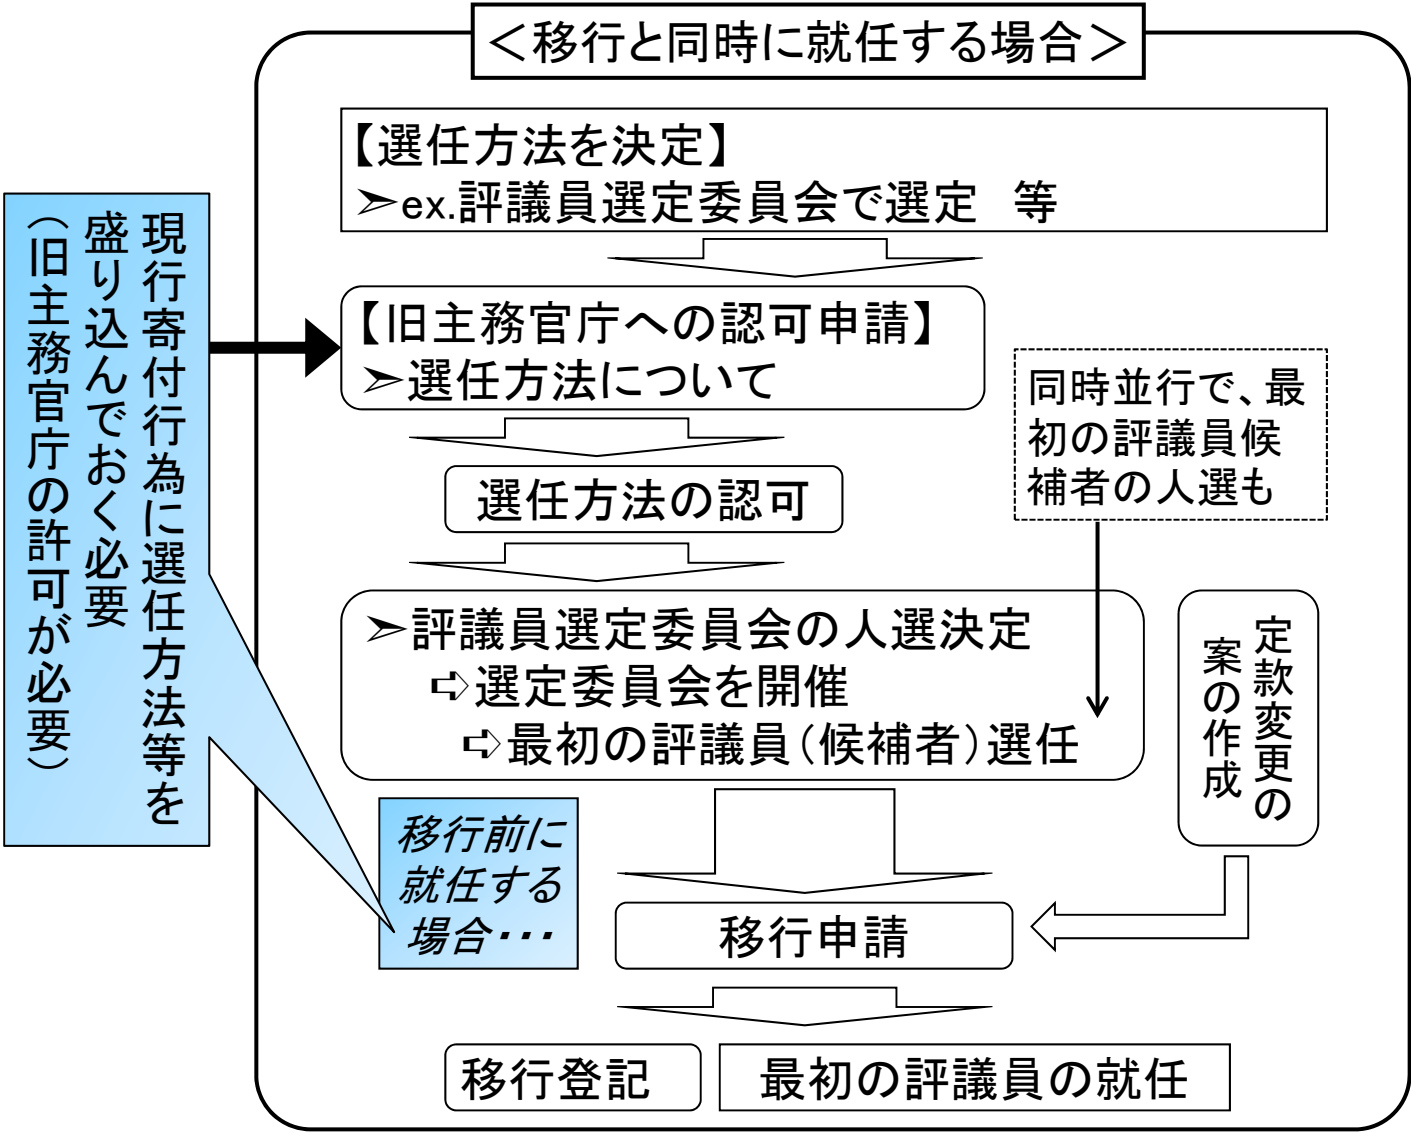 ＜移行と同時に就任する場合＞
【選任方法を決定】
➢ex.評議員選定委員会で選定　等
現行寄付行為に選任方法等を
盛り込んでおく必要
（旧主務官庁の許可が必要）
【旧主務官庁への認可申請】
➢選任方法について
同時並行で、最
初の評議員候
補者の人選も
選任方法の認可
➢評議員選定委員会の人選決定
➪選定委員会を開催
➪最初の評議員（候補者）選任
定款変更の
案の作成
移行前に
就任する
場合・・・
移行申請
移行登記
最初の評議員の就任